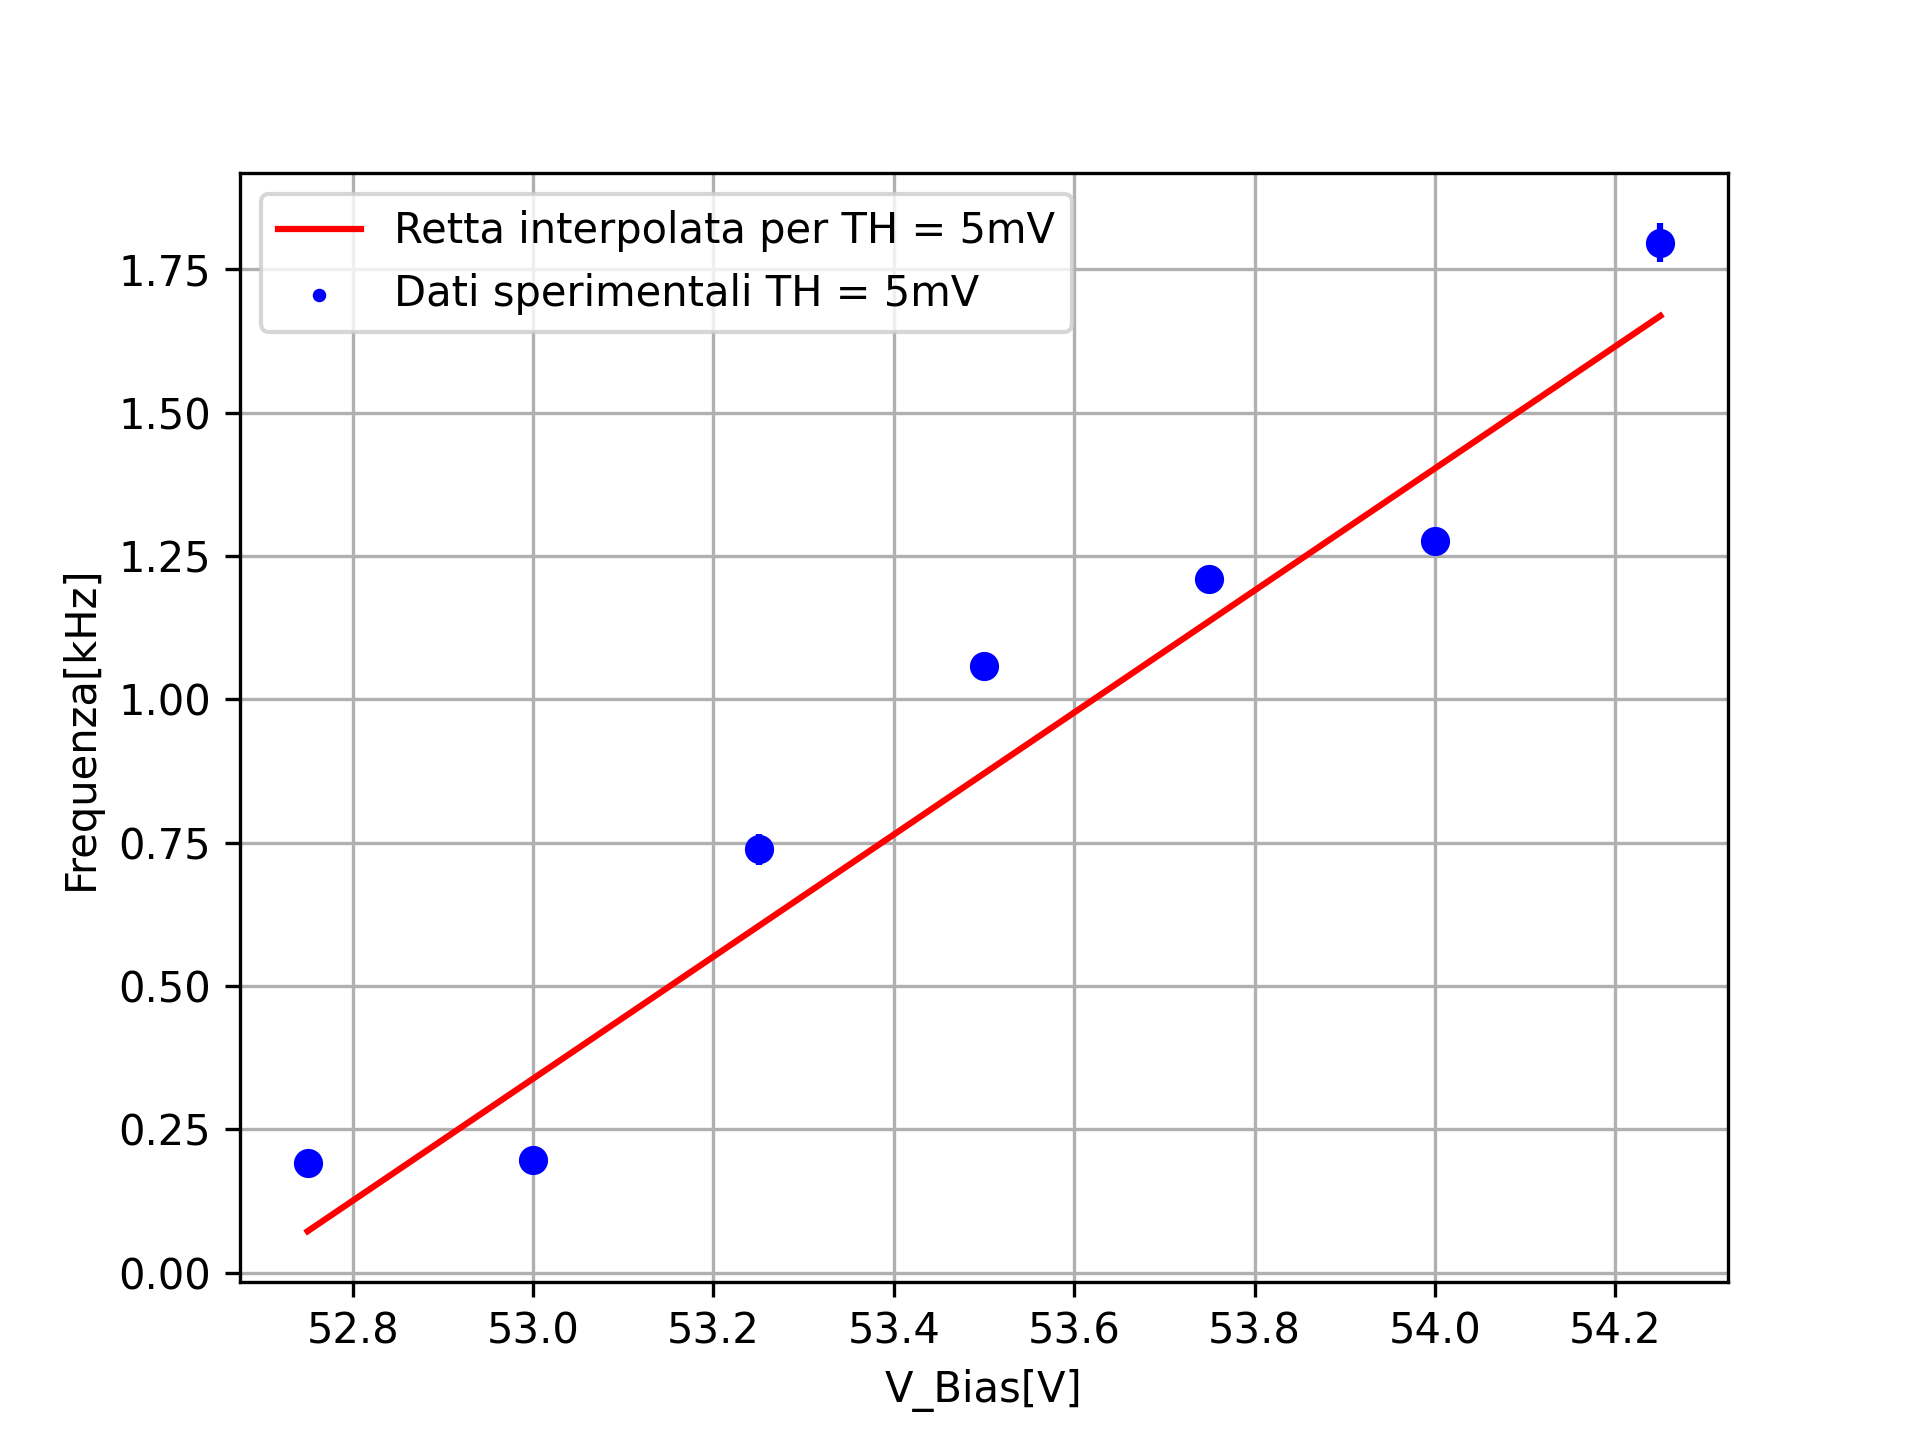 Retta interpolata per TH = 5mV
Dati sperimentali TH = 5mV
1.75
1.50
1.25
1.00
0.75
0.50
0.25
0.00
Frequenza[kHz]
52.8 53.0 53.2 53.4 53.6 53.8 54.0 54.2
V_Bias[V]